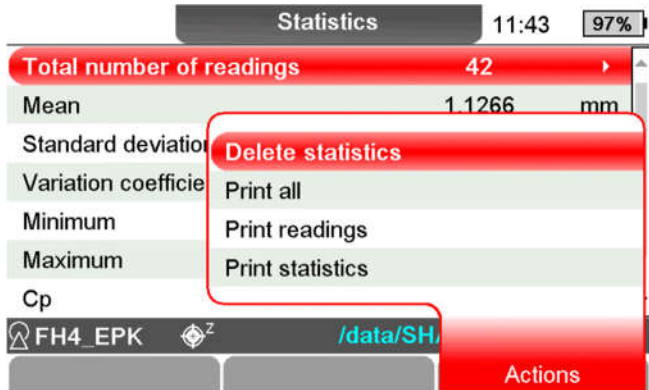 Statistics 11:43 97%
Total number of readings 42
Mean 1.1266 mm
Standard deviation
Delete statistics
Variation coefficie
Print all
Minimum
Print readings
Maximum
Print statistics
Cp
FH4_EPK Z /data/SH
Actions